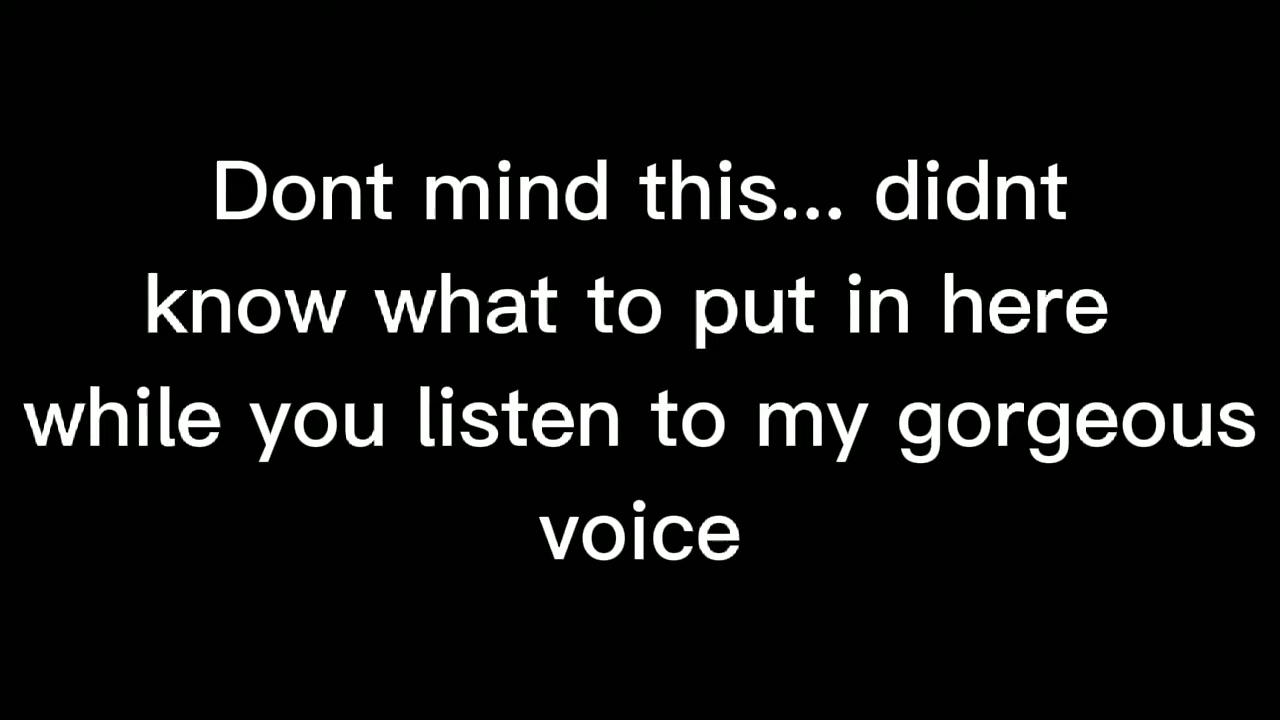 Dont mind this... didnt
know what to put in here
while you listen to my gorgeous
voice